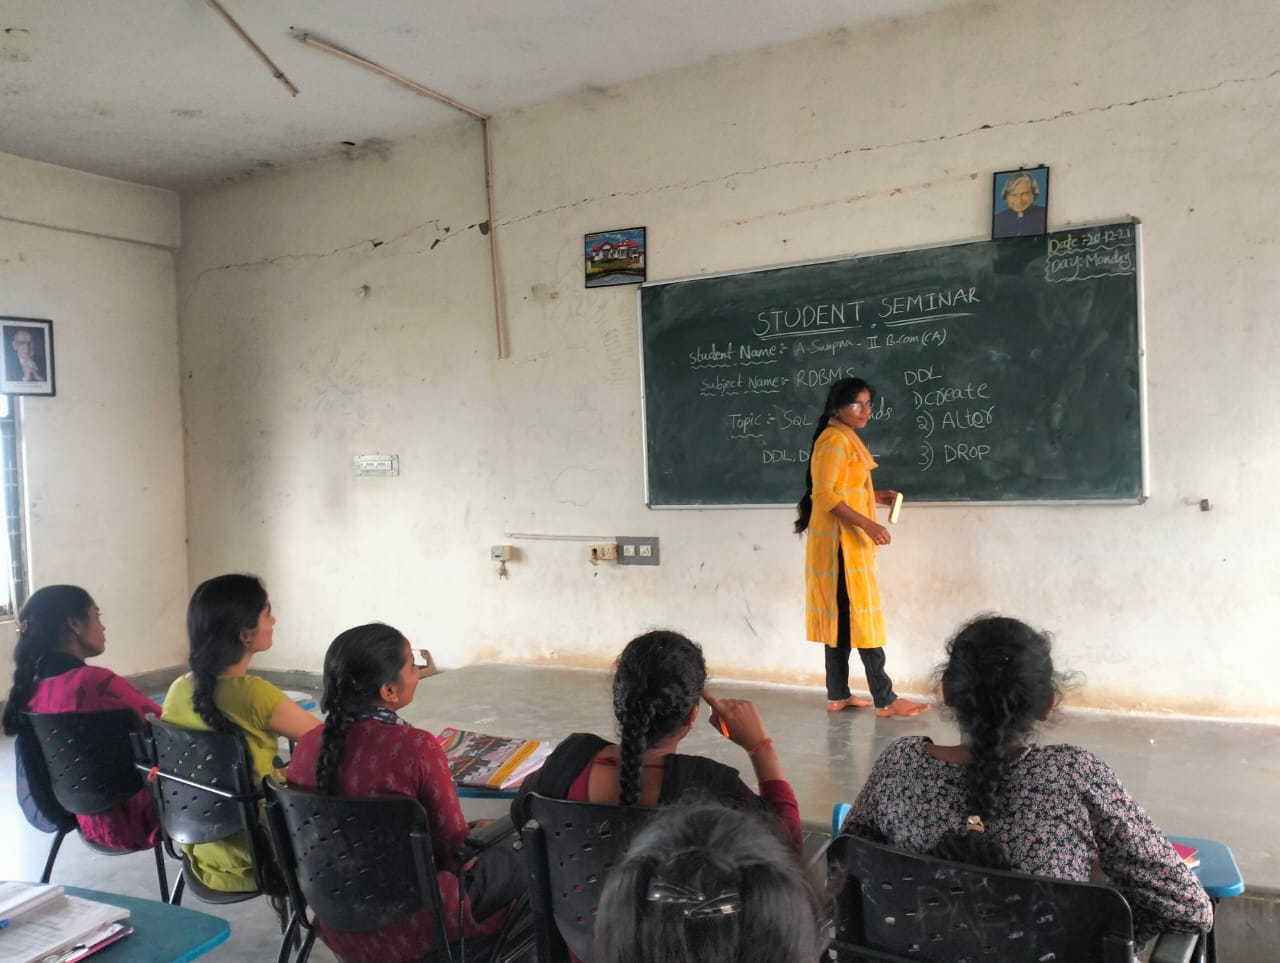 Date :- 20-12-21
Day: Monday
STUDENT SEMINAR
Student Name:- A. Swapna - II B.com (CA)
Subject Name:- RDBMS
Topic :- SQL
DDL,
DDL
1) Create
2) Alter
3) DROP